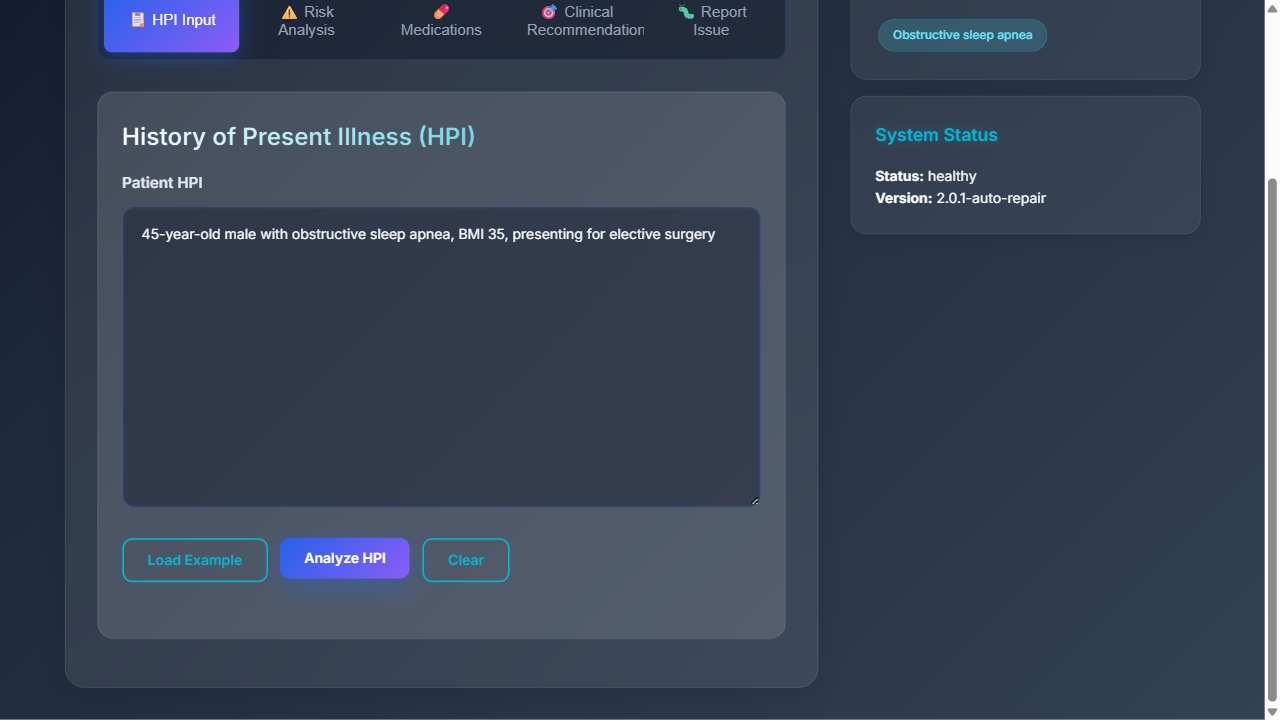 HPI Input
Risk
Analysis
Medications
Clinical
Recommendation
Report
Issue
History of Present Illness (HPI)
Patient HPI
45-year-old male with obstructive sleep apnea, BMI 35, presenting for elective surgery
Load Example
Analyze HPI
Clear
Obstructive sleep apnea
System Status
Status: healthy
Version: 2.0.1-auto-repair